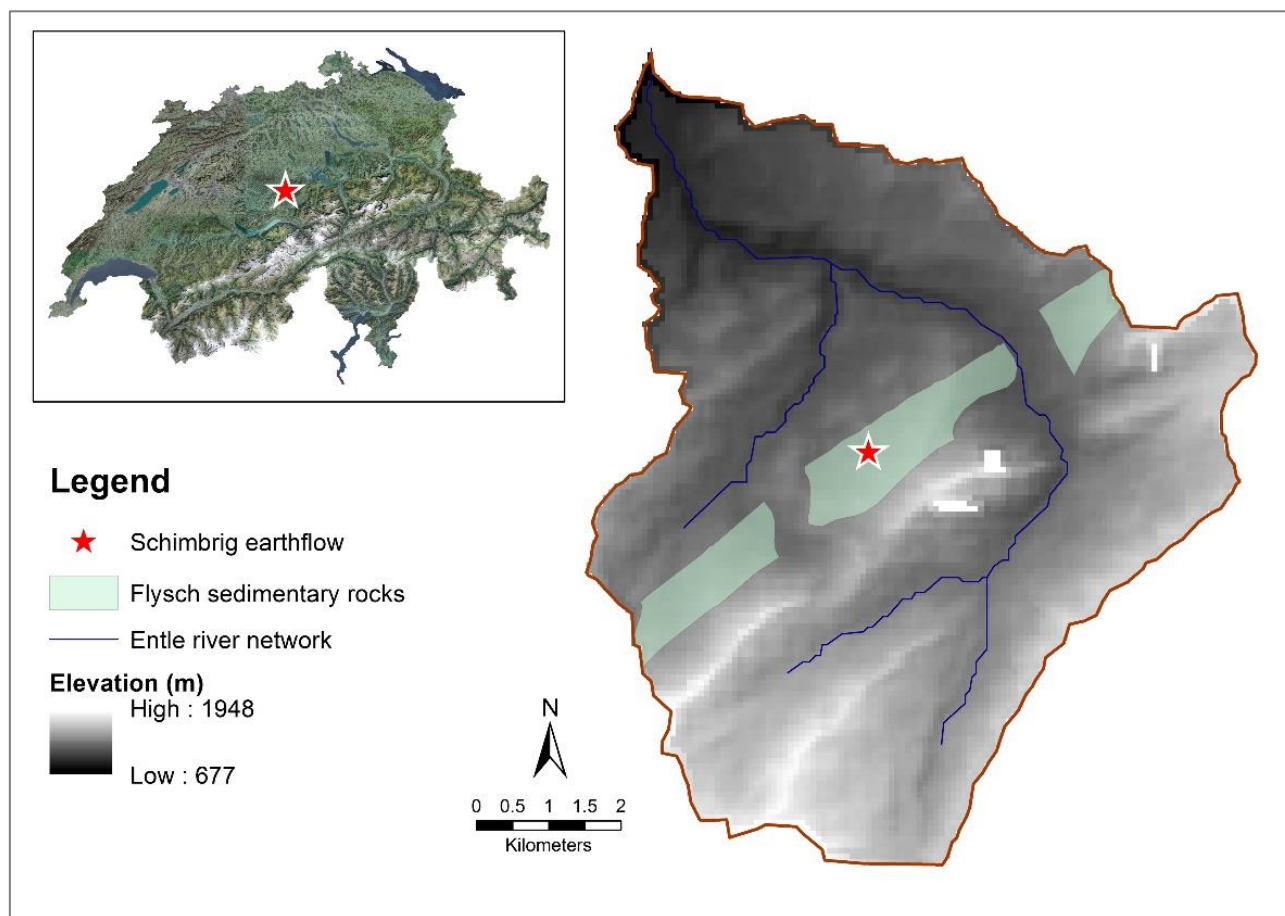 Legend
Schimbrig earthflow
Flysch sedimentary rocks
Entle river network
Elevation (m)
High : 1948
Low : 677
N
0 0.5 1 1.5 2
Kilometers